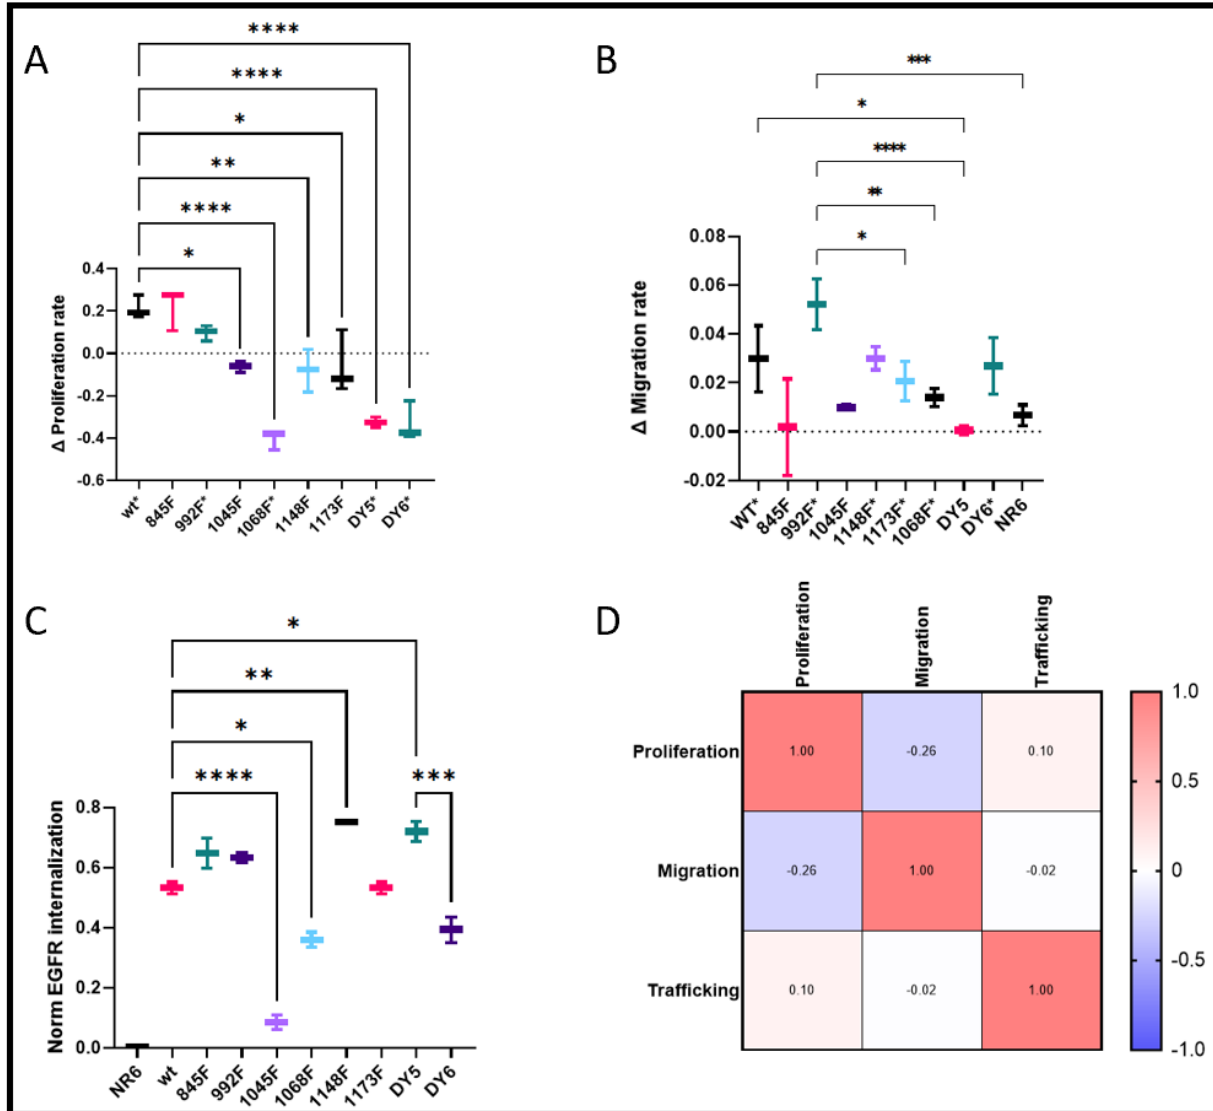 A
****
****
*
**
****
*
Δ Proliferation rate
0.4
0.2
0.0
-0.2
-0.4
-0.6
wt*
845F
992F*
1045F
1068F*
1148F
1173F
DY5*
DY6*
B
***
*
****
**
*
Δ Migration rate
0.08
0.06
0.04
0.02
0.00
-0.02
WT*
845F
992F*
1045F
1148F*
1173F*
1068F*
DY5
DY6*
NR6
C
*
**
*
****
***
Norm EGFR internalization
0.8
0.6
0.4
0.2
0.0
NR6
wt
845F
992F
1045F
1068F
1148F
1173F
DY5
DY6
D
Proliferation
Migration
Trafficking
Proliferation 1.00 -0.26 0.10
Migration -0.26 1.00 -0.02
Trafficking 0.10 -0.02 1.00
1.0
0.5
0
-0.5
-1.0